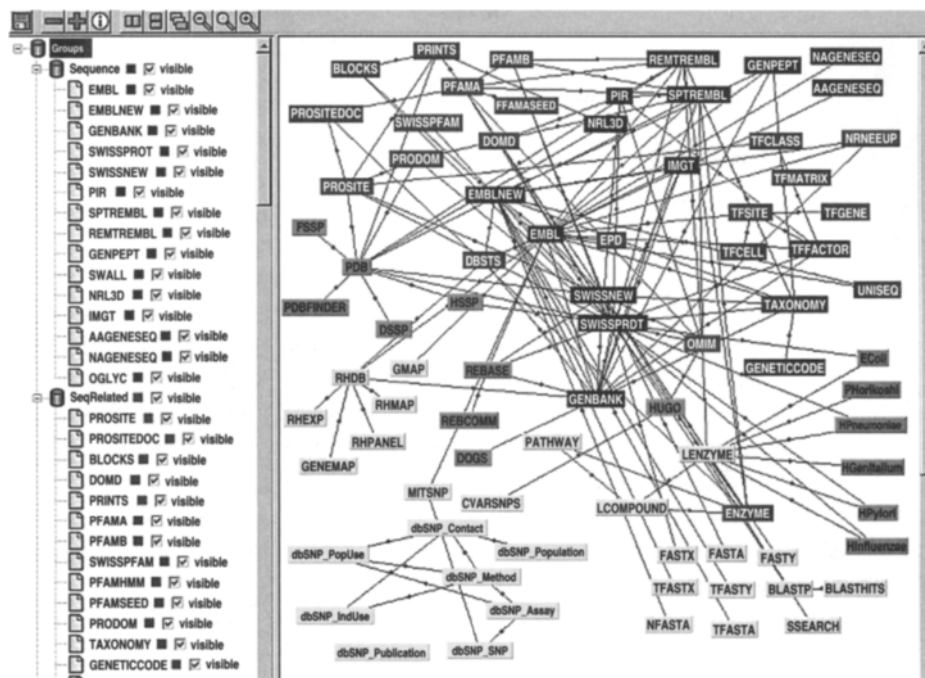 Groups
Sequence visible
EMBL visible
EMBLNEW visible
GENBANK visible
SWISSPROT visible
SWISSNEW visible
PIR visible
SPTREMBL visible
REMTREMBL visible
GENPEPT visible
SWALL visible
NRL3D visible
IMGT visible
AAGENESEQ visible
NAGENESEQ visible
OGLYC visible
SeqRelated visible
PROSITE visible
PROSITEDOC visible
BLOCKS visible
DOMD visible
PRINTS visible
PFAMA visible
PFAMB visible
SWISSPFAM visible
PFAMHMM visible
PFAMSEED visible
PRODOM visible
TAXONOMY visible
GENETICCODE visible
PRINTS
BLOCKS
PFAMB
REMTREMBL
GENPEPT
NAGENESEQ
PFAMA
FFAMASEED
PIR
SPTREMBL
AAGENESEQ
PROSITEDOC
SWISSPFAM
NRL3D
DOMD
TFCLASS
NRNEEUP
PRODOM
IMGT
TFMATRIX
PROSITE
EMBLNEW
TFSITE
TFGENE
FSSP
EMBL
EPD
TFCELL
TFFACTOR
PDB
DBSTS
UNISEQ
PDBFINDER
HSSP
SWISSNEW
TAXONOMY
DSSP
SWISSPROT
OMIM
EColi
RHDB
GMAP
REBASE
GENETICCODE
PHorikoshi
RHEXP
RHMAP
GENBANK
HUGO
REBCOMM
HPneumoniae
RHPANEL
PATHWAY
LENZYME
GENEMAP
DOGS
HGenitalium
MITSNP
CVARSNPS
LCOMPOUND
ENZYME
HPylori
dbSNP_Contact
HInfluenzae
dbSNP_PopUse
dbSNP_Population
FASTX
FASTA
FASTY
dbSNP_Method
TFASTX
TFASTY
BLASTP
BLASTHITS
dbSNP_IndUse
dbSNP_Assay
NFASTA
TFASTA
SSEARCH
dbSNP_Publication
dbSNP_SNP